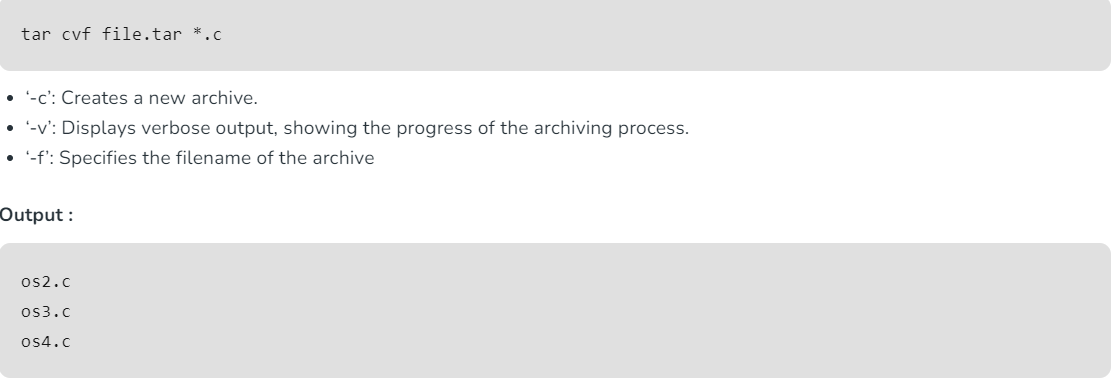 tar cvf file.tar *.c
• ‘-c’: Creates a new archive.
• ‘-v’: Displays verbose output, showing the progress of the archiving process.
• ‘-f’: Specifies the filename of the archive
Output :
os2.c
os3.c
os4.c